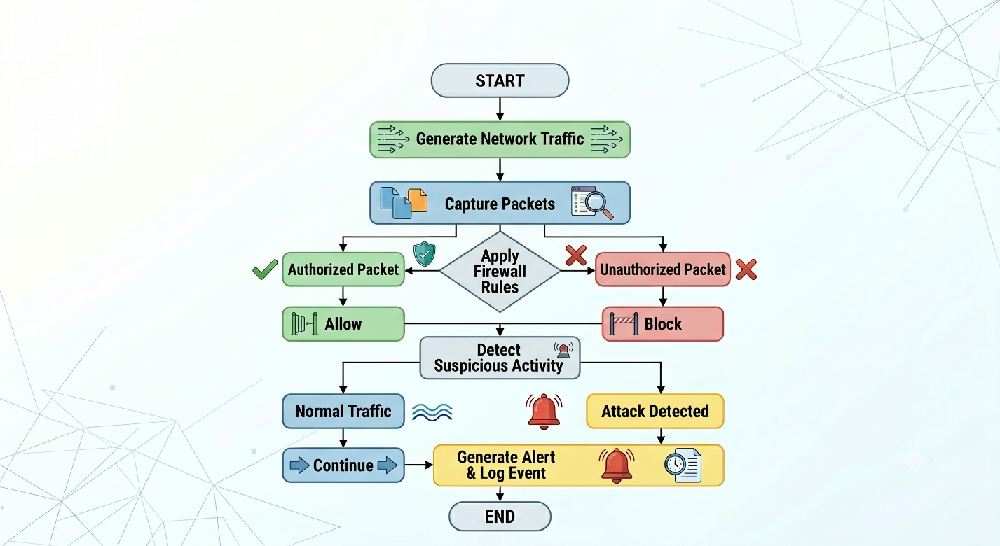 START
Generate Network Traffic
Capture Packets
Apply
Firewall
Rules
Authorized Packet
Unauthorized Packet
Allow
Block
Detect
Suspicious Activity
Normal Traffic
Attack Detected
Continue
Generate Alert
& Log Event
END